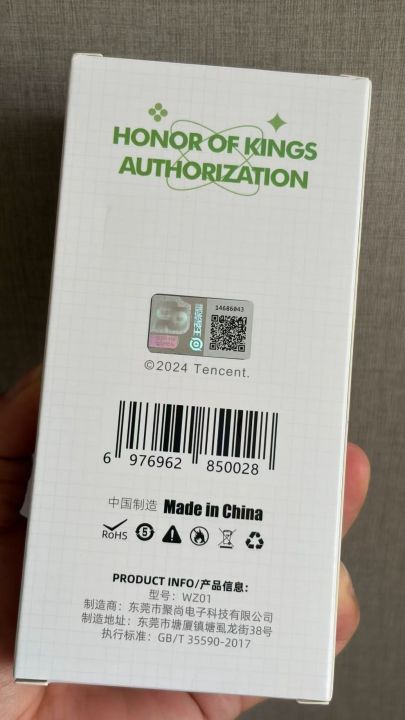 HONOR OF KINGS
AUTHORIZATION
14686043
©2024 Tencent.
6 976962 850028
中国制造 Made in China
RoHS 5
PRODUCT INFO/产品信息:
型号: WZ01
制造商: 东莞市聚尚电子科技有限公司
制造地址: 东莞市塘厦镇塘虱龙街38号
执行标准: GB/T 35590-2017